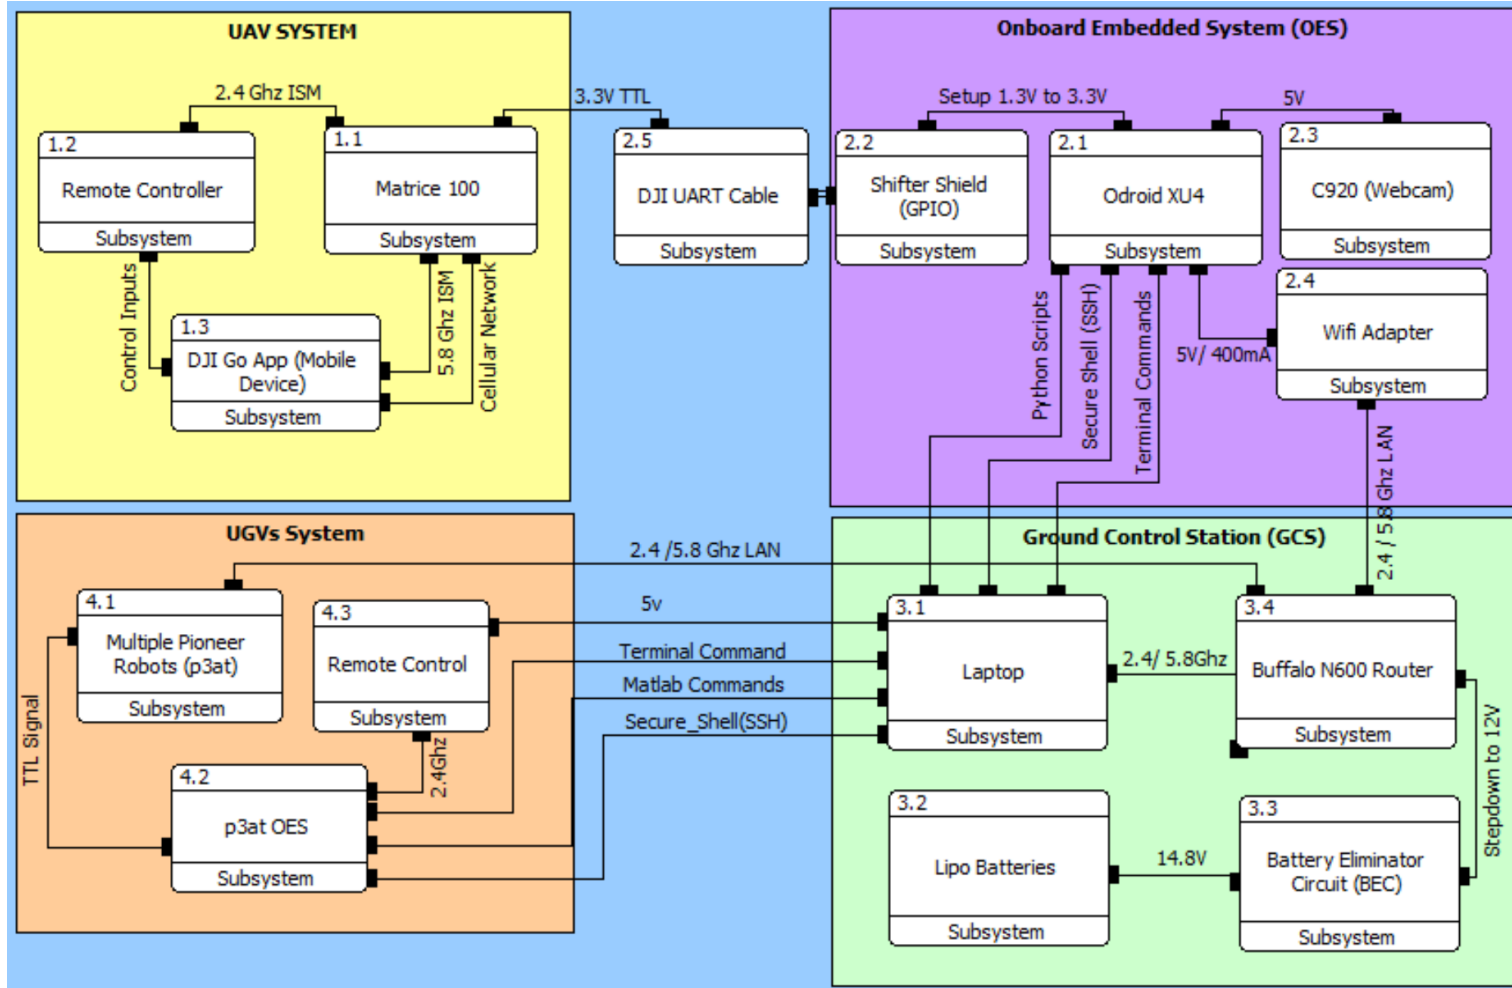 UAV SYSTEM
2.4 Ghz ISM
1.2
Remote Controller
Subsystem
1.1
Matrice 100
Subsystem
Control Inputs
5.8 Ghz ISM
Cellular Network
1.3
DJI Go App (Mobile
Device)
Subsystem
3.3V TTL
2.5
DJI UART Cable
Subsystem
Onboard Embedded System (OES)
Setup 1.3V to 3.3V
5V
2.2
Shifter Shield
(GPIO)
Subsystem
2.1
Odroid XU4
Subsystem
2.3
C920 (Webcam)
Subsystem
2.4
Wifi Adapter
Subsystem
Python Scripts
Secure Shell (SSH)
Terminal Commands
5V/ 400mA
2.4 / 5.8 Ghz LAN
UGVs System
2.4 /5.8 Ghz LAN
4.1
Multiple Pioneer
Robots (p3at)
Subsystem
4.3
Remote Control
Subsystem
TTL Signal
2.4Ghz
4.2
p3at OES
Subsystem
5v
Terminal Command
Matlab Commands
Secure_Shell(SSH)
Ground Control Station (GCS)
3.1
Laptop
Subsystem
2.4/ 5.8Ghz
3.4
Buffalo N600 Router
Subsystem
Stepdown to 12V
3.2
Lipo Batteries
Subsystem
14.8V
3.3
Battery Eliminator
Circuit (BEC)
Subsystem